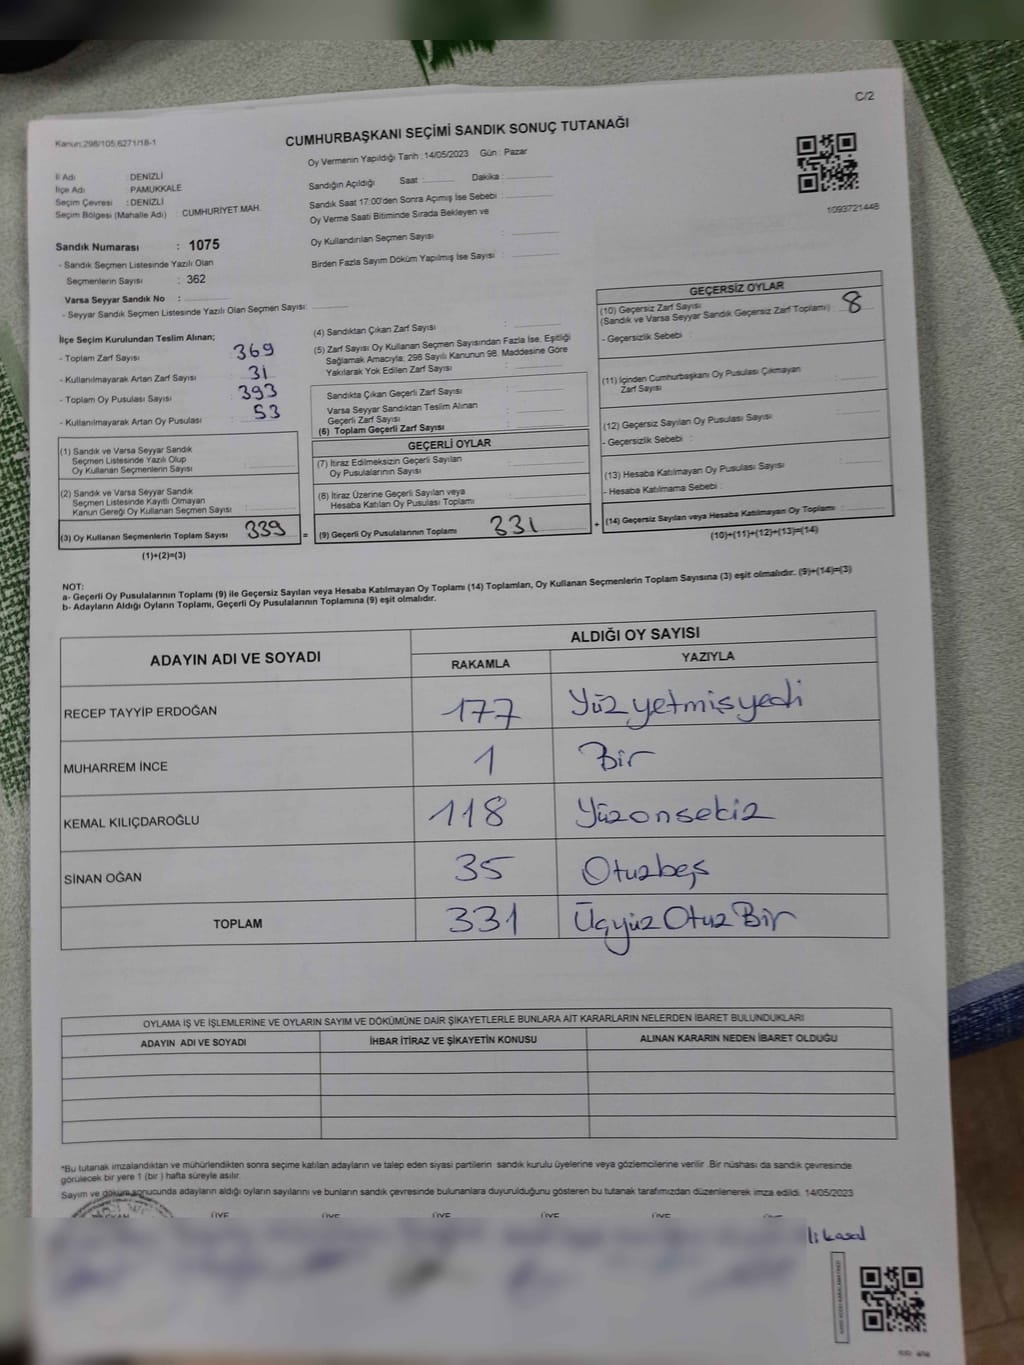 C/2
Kanun;298/105,6271/18-1
CUMHURBAŞKANI SEÇİMİ SANDIK SONUÇ TUTANAĞI
Oy Vermenin Yapıldığı Tarih :14/05/2023 Gün : Pazar
İl Adı : DENİZLİ
İlçe Adı : PAMUKKALE
Seçim Çevresi : DENİZLİ
Seçim Bölgesi (Mahalle Adı) : CUMHURİYET MAH.
Sandığın Açıldığı Saat : Dakika :
Sandık Saat 17:00'den Sonra Açımış İse Sebebi :
Oy Verme Saati Bitiminde Sırada Bekleyen ve
Oy Kullandırılan Seçmen Sayısı :
Birden Fazla Sayım Döküm Yapılmış İse Sayısı :
1093721448
Sandık Numarası : 1075
- Sandık Seçmen Listesinde Yazılı Olan
Seçmenlerin Sayısı : 362
Varsa Seyyar Sandık No :
- Seyyar Sandık Seçmen Listesinde Yazılı Olan Seçmen Sayısı:
İlçe Seçim Kurulundan Teslim Alınan;
- Toplam Zarf Sayısı : 369
- Kullanılmayarak Artan Zarf Sayısı : 31
- Toplam Oy Pusulası Sayısı : 393
- Kullanılmayarak Artan Oy Pusulası : 53
(1) Sandık ve Varsa Seyyar Sandık
Seçmen Listesinde Yazılı Olup
Oy Kullanan Seçmenlerin Sayısı :
(2) Sandık ve Varsa Seyyar Sandık
Seçmen Listesinde Kayıtlı Olmayan
Kanun Gereği Oy Kullanan Seçmen Sayısı :
(3) Oy Kullanan Seçmenlerin Toplam Sayısı 339
(1)+(2)=(3)
(4) Sandıktan Çıkan Zarf Sayısı :
(5) Zarf Sayısı Oy Kullanan Seçmen Sayısından Fazla İse, Eşitliği
Sağlamak Amacıyla; 298 Sayılı Kanunun 98. Maddesine Göre
Yakılarak Yok Edilen Zarf Sayısı :
Sandıkta Çıkan Geçerli Zarf Sayısı :
Varsa Seyyar Sandıktan Teslim Alınan
Geçerli Zarf Sayısı :
(6) Toplam Geçerli Zarf Sayısı :
GEÇERLİ OYLAR
(7) İtiraz Edilmeksizin Geçerli Sayılan
Oy Pusulalarının Sayısı :
(8) İtiraz Üzerine Geçerli Sayılan veya
Hesaba Katılan Oy Pusulası Toplamı :
= (9) Geçerli Oy Pusulalarının Toplamı 331 +
GEÇERSİZ OYLAR
(10) Geçersiz Zarf Sayısı
(Sandık ve Varsa Seyyar Sandık Geçersiz Zarf Toplamı) : 8
- Geçersizlik Sebebi :
(11) İçinden Cumhurbaşkanı Oy Pusulası Çıkmayan
Zarf Sayısı :
(12) Geçersiz Sayılan Oy Pusulası Sayısı :
- Geçersizlik Sebebi :
(13) Hesaba Katılmayan Oy Pusulası Sayısı :
- Hesaba Katılmama Sebebi :
(14) Geçersiz Sayılan veya Hesaba Katılmayan Oy Toplamı :
(10)+(11)+(12)+(13)=(14)
NOT:
a- Geçerli Oy Pusulalarının Toplamı (9) ile Geçersiz Sayılan veya Hesaba Katılmayan Oy Toplamı (14) Toplamları, Oy Kullanan Seçmenlerin Toplam Sayısına (3) eşit olmalıdır. (9)+(14)=(3)
b- Adayların Aldığı Oyların Toplamı, Geçerli Oy Pusulalarının Toplamına (9) eşit olmalıdır.
ADAYIN ADI VE SOYADI
ALDIĞI OY SAYISI
RAKAMLA YAZIYLA
RECEP TAYYİP ERDOĞAN 177 Yüzyetmişyedi
MUHARREM İNCE 1 Bir
KEMAL KILIÇDAROĞLU 118 Yüzonsekiz
SİNAN OĞAN 35 Otuzbeş
TOPLAM 331 ÜçyüzOtuzBir
OYLAMA İŞ VE İŞLEMLERİNE VE OYLARIN SAYIM VE DÖKÜMÜNE DAİR ŞİKAYETLERLE BUNLARA AİT KARARLARIN NELERDEN İBARET BULUNDUKLARI
ADAYIN ADI VE SOYADI İHBAR İTİRAZ VE ŞİKAYETİN KONUSU ALINAN KARARIN NEDEN İBARET OLDUĞU
*Bu tutanak imzalandıktan ve mühürlendikten sonra seçime katılan adayların ve talep eden siyasi partilerin sandık kurulu üyelerine veya gözlemcilerine verilir .Bir nüshası da sandık çevresinde
görülecek bir yere 1 (bir ) hafta süreyle asılır.
Sayım ve döküm sonucunda adayların aldığı oyların sayılarını ve bunların sandık çevresinde bulunanlara duyurulduğunu gösteren bu tutanak tarafımızdan düzenlenerek imza edildi. 14/05/2023
ÜYE ÜYE ÜYE ÜYE ÜYE